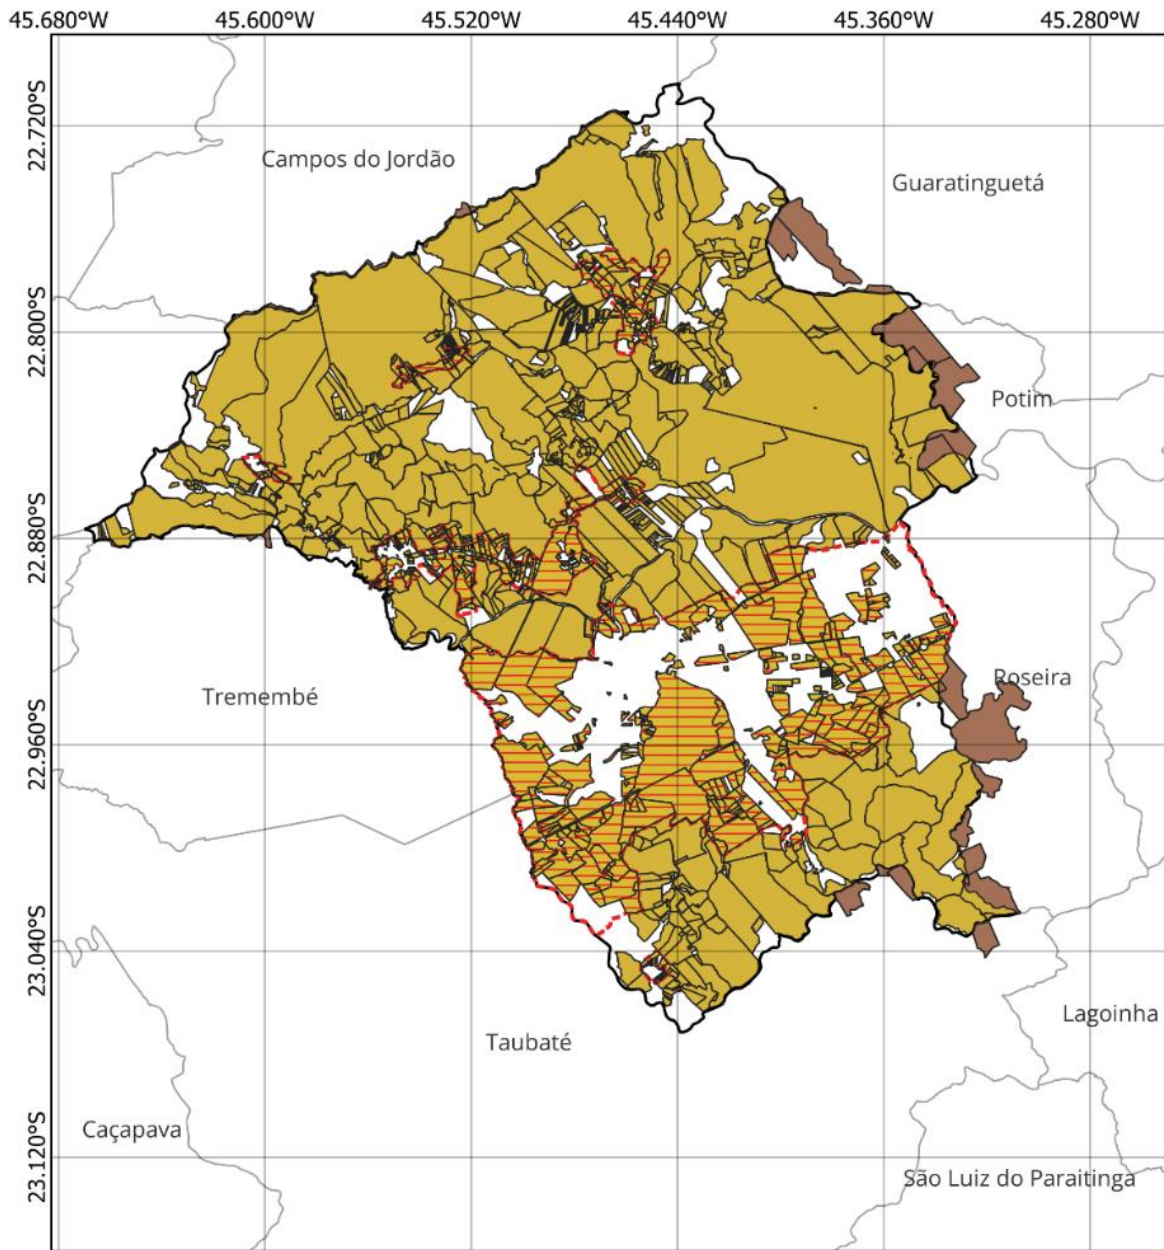 45.680°W 45.600°W 45.520°W 45.440°W 45.360°W 45.280°W
22.720°S
Campos do Jordão
Guaratinguetá
22.800°S
Potim
22.880°S
Roseira
Tremembé
22.960°S
23.040°S
Lagoinha
Taubaté
Caçapava
23.120°S
São Luiz do Paraitinga